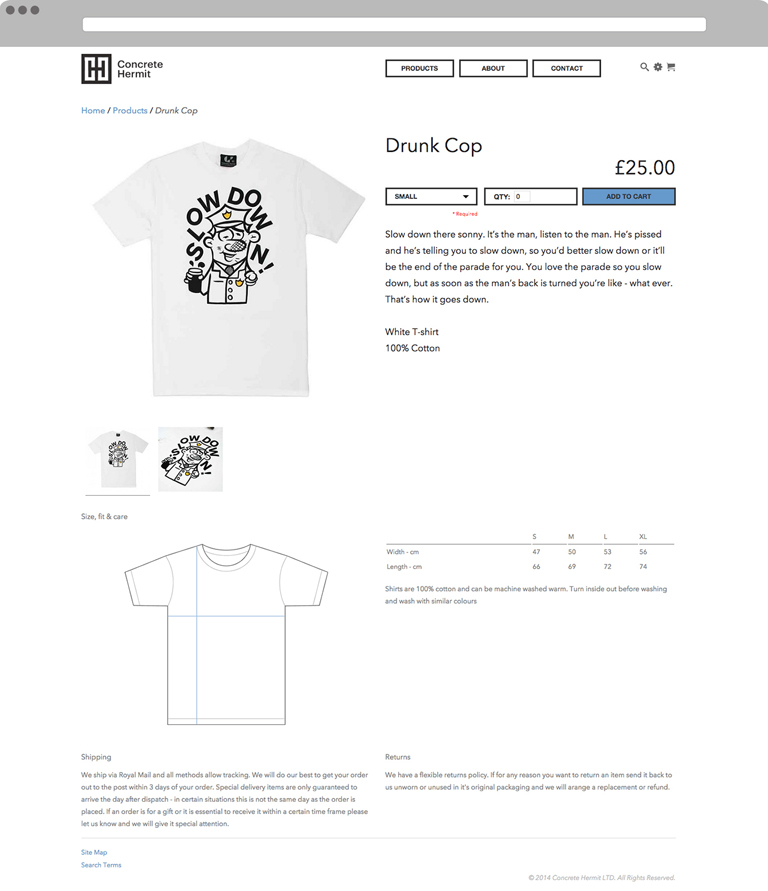 Concrete
Hermit
PRODUCTS
ABOUT
CONTACT
Home / Products / Drunk Cop
SLOW DOWN!
Drunk Cop
£25.00
SMALL
QTY: 0
ADD TO CART
* Required
Slow down there sonny. It's the man, listen to the man. He's pissed
and he's telling you to slow down, so you'd better slow down or it'll
be the end of the parade for you. You love the parade so you slow
down, but as soon as the man's back is turned you're like - what ever.
That's how it goes down.
White T-shirt
100% Cotton
SLOW DOWN!
SLOW DOWN!
Size, fit & care
S M L XL
Width - cm 47 50 53 56
Length - cm 66 69 72 74
Shirts are 100% cotton and can be machine washed warm. Turn inside out before washing
and wash with similar colours
Shipping
We ship via Royal Mail and all methods allow tracking. We will do our best to get your order
out to the post within 3 days of your order. Special delivery items are only guaranteed to
arrive the day after dispatch - in certain situations this is not the same day as the order is
placed. If an order is for a gift or it is essential to receive it within a certain time frame please
let us know and we will give it special attention.
Returns
We have a flexible returns policy. If for any reason you want to return an item send it back to
us unworn or unused in it's original packaging and we will arange a replacement or refund.
Site Map
Search Terms
© 2014 Concrete Hermit LTD. All Rights Reserved.